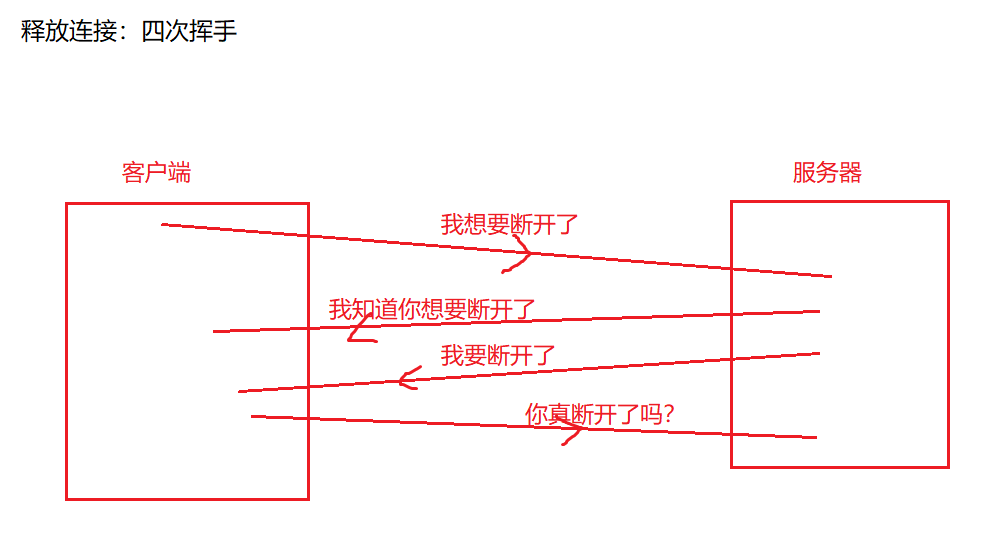 释放连接：四次挥手
客户端
服务器
我想要断开了
我知道你想要断开了
我要断开了
你真断开了吗？